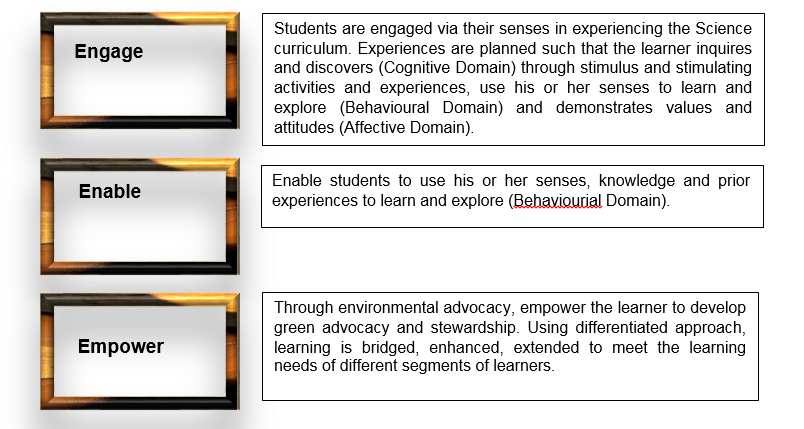 Engage
Students are engaged via their senses in experiencing the Science
curriculum. Experiences are planned such that the learner inquires
and discovers (Cognitive Domain) through stimulus and stimulating
activities and experiences, use his or her senses to learn and
explore (Behavioural Domain) and demonstrates values and
attitudes (Affective Domain).
Enable
Enable students to use his or her senses, knowledge and prior
experiences to learn and explore (Behaviourial Domain).
Empower
Through environmental advocacy, empower the learner to develop
green advocacy and stewardship. Using differentiated approach,
learning is bridged, enhanced, extended to meet the learning
needs of different segments of learners.